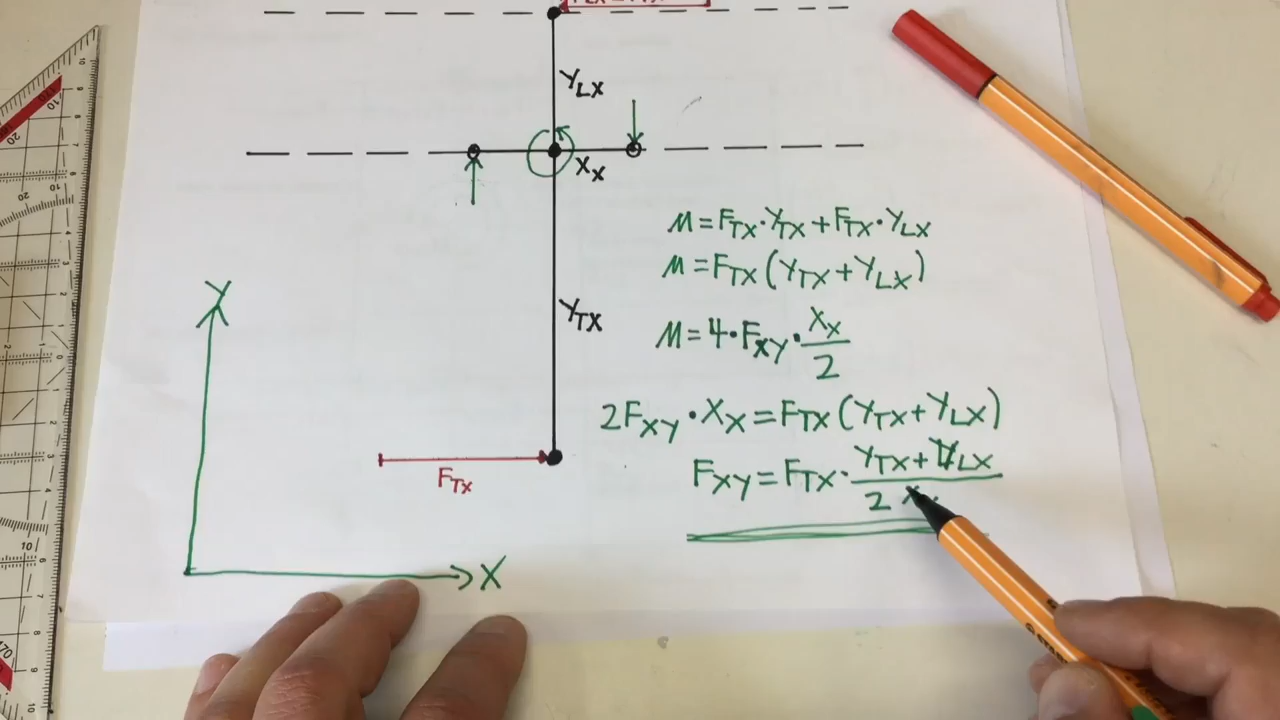 Y_LX
X_X
M=F_TX·Y_TX+F_TX·Y_LX
M=F_TX(Y_TX+Y_LX)
Y
Y_TX
M=4·F_XY·X_X/2
2F_XY·X_X=F_TX(Y_TX+Y_LX)
F_XY=F_TX·(Y_TX+Y_LX)/2
F_TX
X